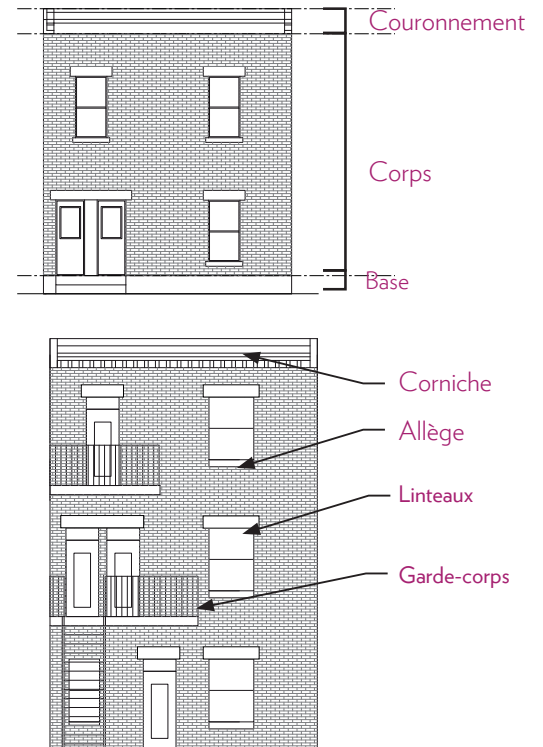 Couronnement
Corps
Base
Corniche
Allège
Linteaux
Garde-corps